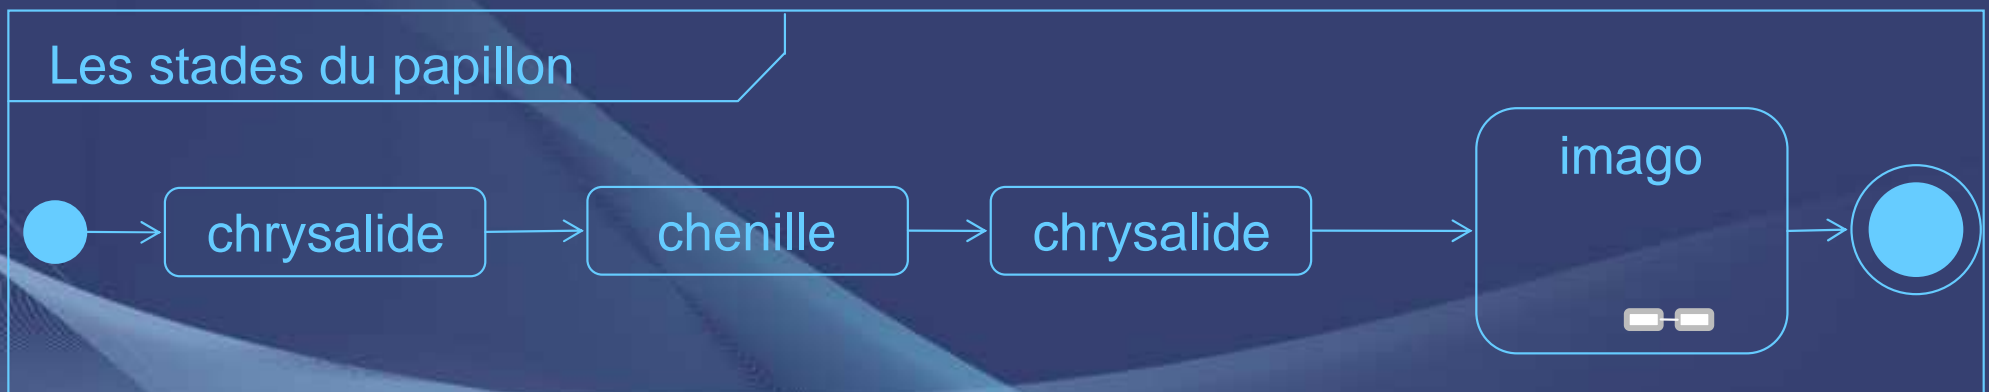 Les stades du papillon
chrysalide
chenille
chrysalide
imago